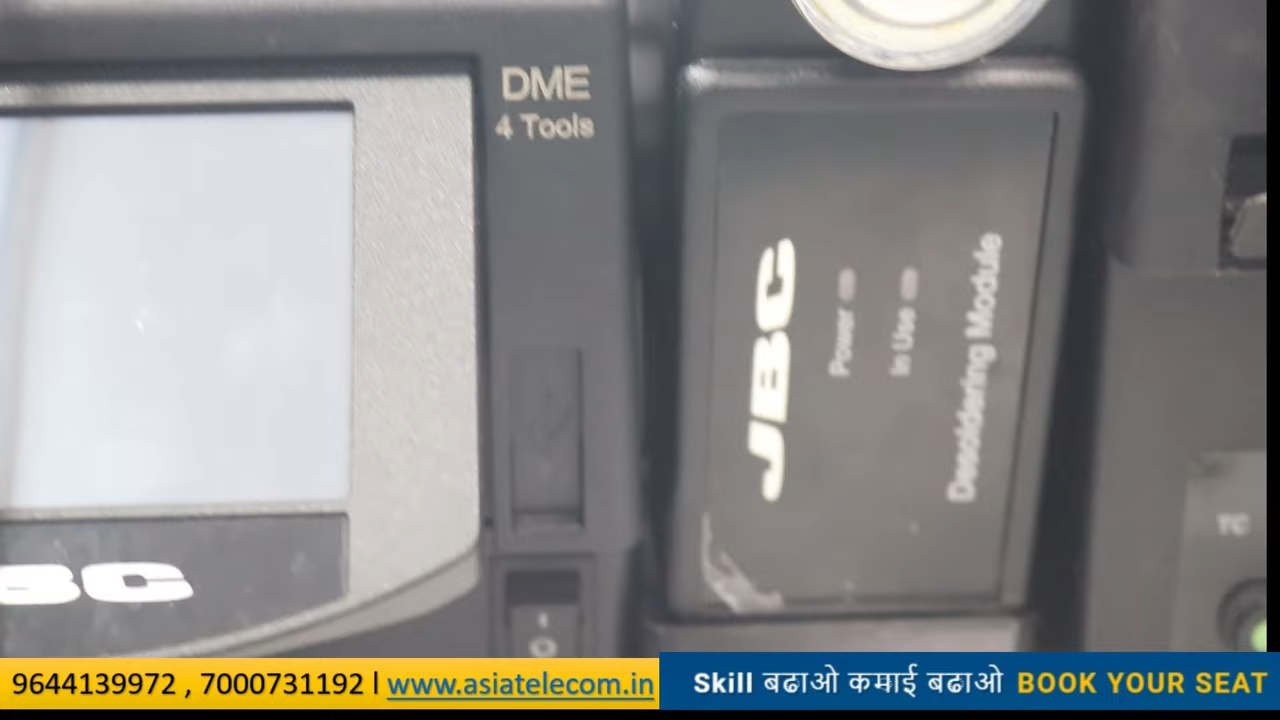 DME
4 Tools
JBC
Power
In Use
Desoldering Module
BC
TC
I
O
9644139972 , 7000731192 l www.asiatelecom.in
Skill बढाओ कमाई बढाओ BOOK YOUR SEAT